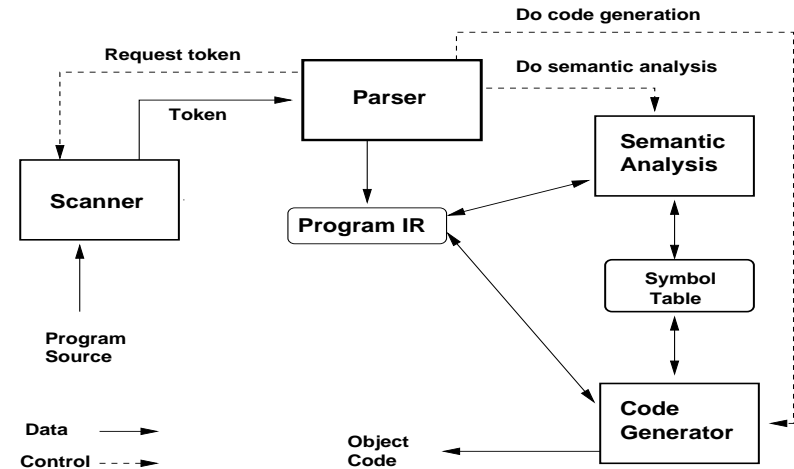 Do code generation
Request token
Do semantic analysis
Parser
Token
Semantic
Analysis
Scanner
Program IR
Symbol
Table
Program
Source
Code
Generator
Data
Object
Code
Control